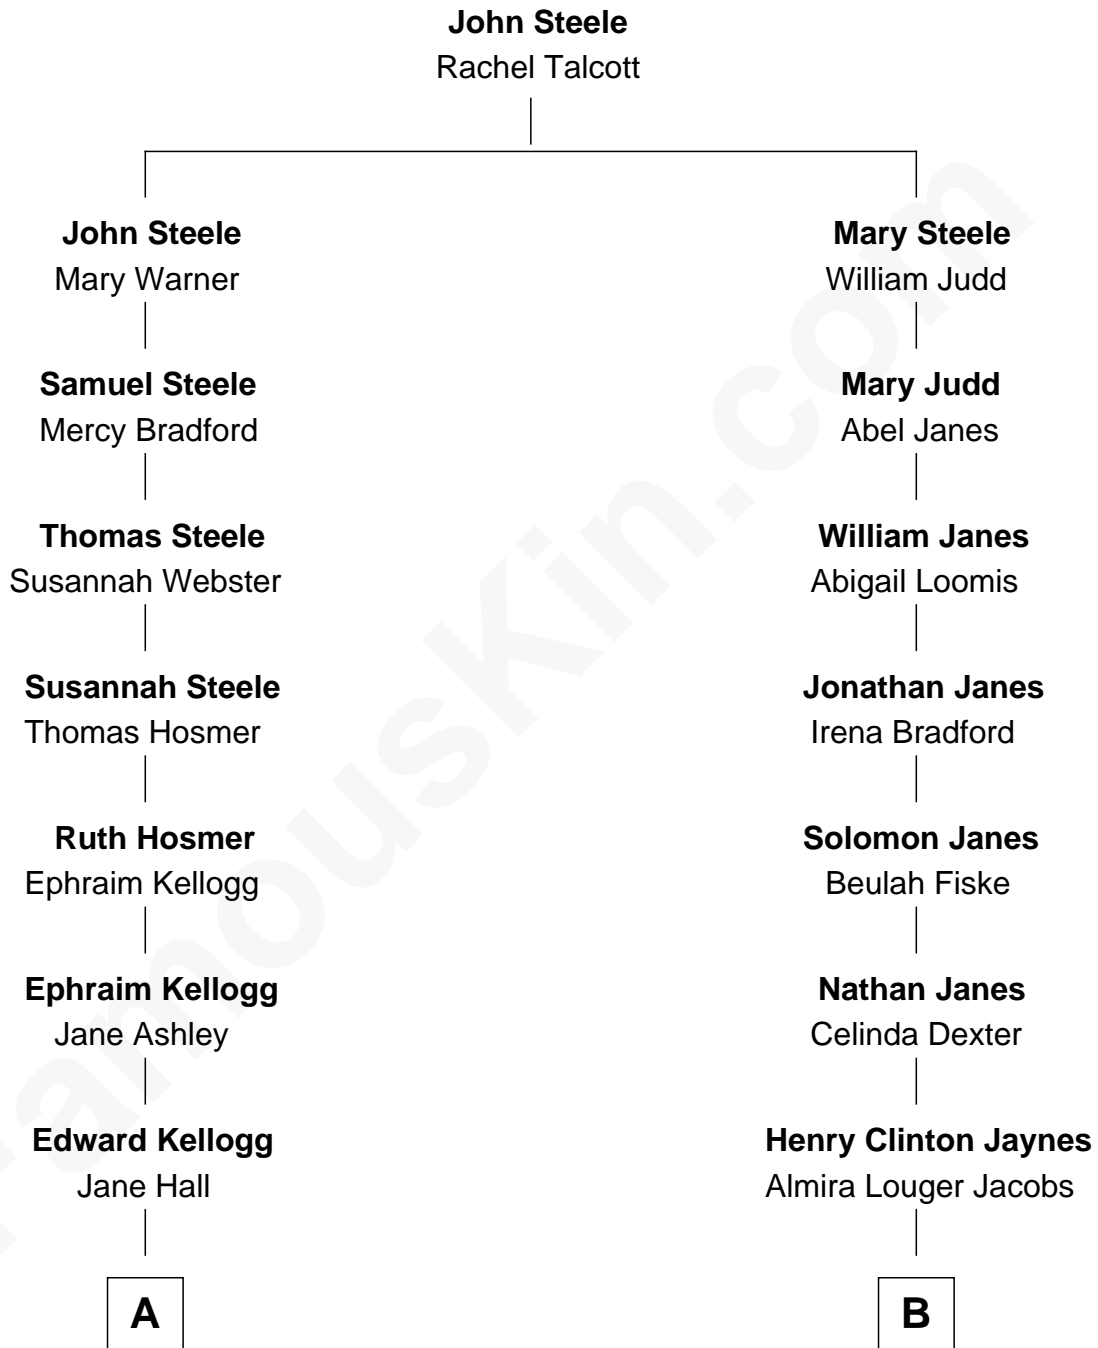 John Steele
Rachel Talcott
John Steele
Mary Warner
Samuel Steele
Mercy Bradford
Thomas Steele
Susannah Webster
Susannah Steele
Thomas Hosmer
Ruth Hosmer
Ephraim Kellogg
Ephraim Kellogg
Jane Ashley
Edward Kellogg
Jane Hall
A
Mary Steele
William Judd
Mary Judd
Abel Janes
William Janes
Abigail Loomis
Jonathan Janes
Irena Bradford
Solomon Janes
Beulah Fiske
Nathan Janes
Celinda Dexter
Henry Clinton Jaynes
Almira Louger Jacobs
B
FamousKin.com